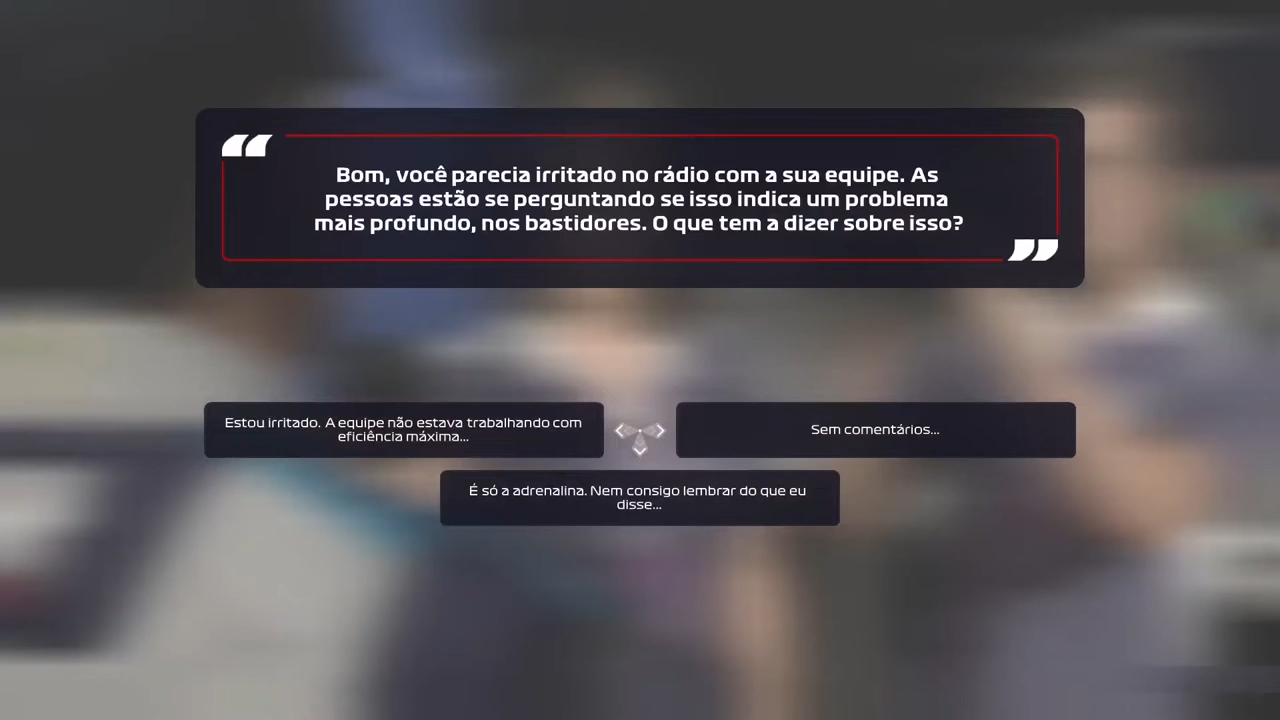 Bom, você parecia irritado no rádio com a sua equipe. As
pessoas estão se perguntando se isso indica um problema
mais profundo, nos bastidores. O que tem a dizer sobre isso?
Estou irritado. A equipe não estava trabalhando com
eficiência máxima...
Sem comentários...
É só a adrenalina. Nem consigo lembrar do que eu
disse...